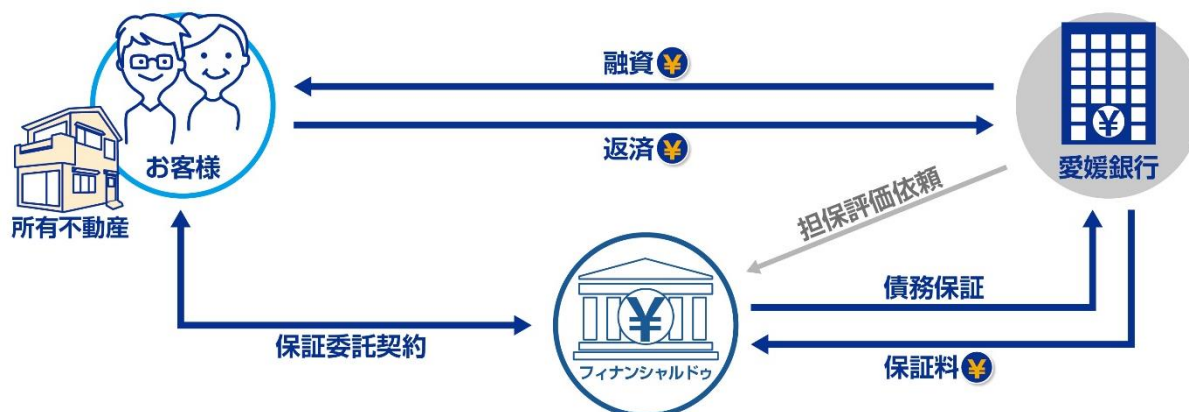 融資¥
返済¥
お客様
所有不動産
¥
愛媛銀行
担保評価依頼
¥
フィナンシャルドゥ
保証委託契約
債務保証
保証料¥